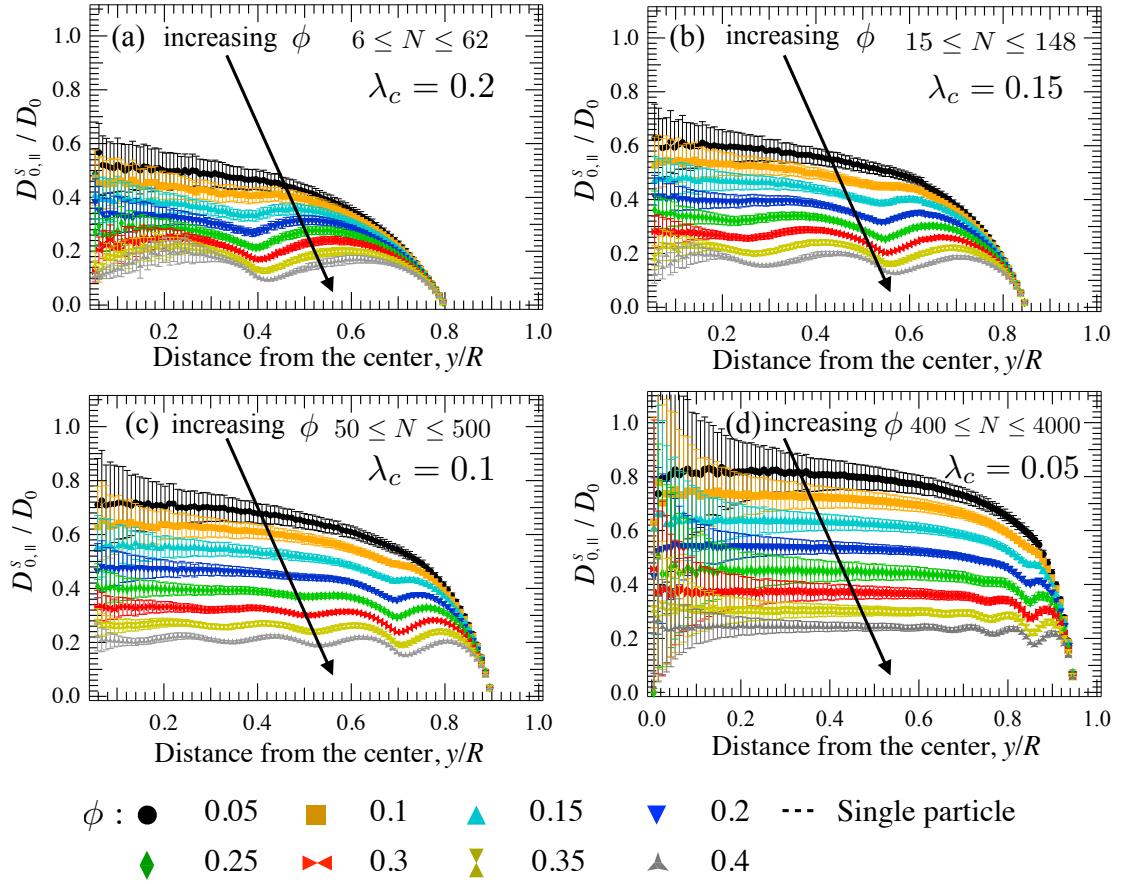 (a) increasing ϕ 6 ≤ N ≤ 62
λc = 0.2
D0,||^S / D0
1.0
0.8
0.6
0.4
0.2
0.0
0.2 0.4 0.6 0.8 1.0
Distance from the center, y/R
(b) increasing ϕ 15 ≤ N ≤ 148
λc = 0.15
D0,||^S / D0
1.0
0.8
0.6
0.4
0.2
0.0
0.2 0.4 0.6 0.8 1.0
Distance from the center, y/R
(c) increasing ϕ 50 ≤ N ≤ 500
λc = 0.1
D0,||^S / D0
1.0
0.8
0.6
0.4
0.2
0.0
0.2 0.4 0.6 0.8 1.0
Distance from the center, y/R
(d) increasing ϕ 400 ≤ N ≤ 4000
λc = 0.05
D0,||^S / D0
1.0
0.8
0.6
0.4
0.2
0.0
0.0 0.2 0.4 0.6 0.8 1.0
Distance from the center, y/R
ϕ : 0.05 0.1 0.15 0.2 Single particle
0.25 0.3 0.35 0.4